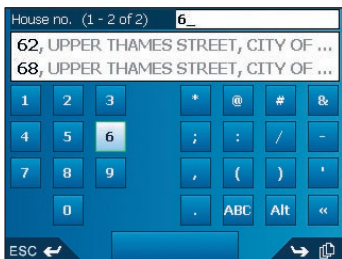 House no. (1 - 2 of 2) 6_
62, UPPER THAMES STREET, CITY OF ...
68, UPPER THAMES STREET, CITY OF ...
1 2 3 * @ # &
4 5 6 ; : / -
7 8 9 , ( ) '
0 . ABC Alt «
ESC